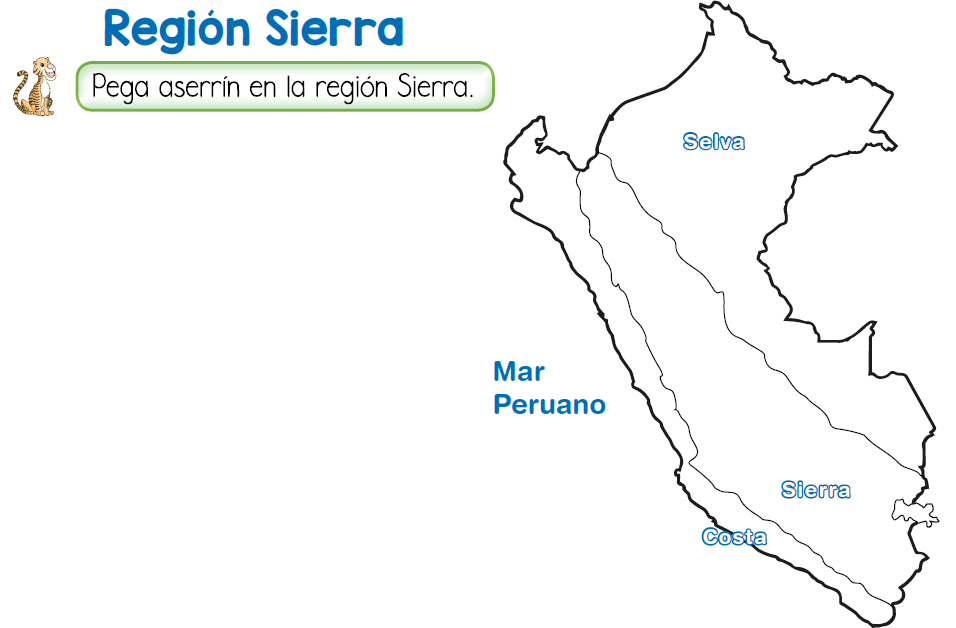 Región Sierra
Pega aserrín en la región Sierra.
Selva
Mar
Peruano
Sierra
Costa